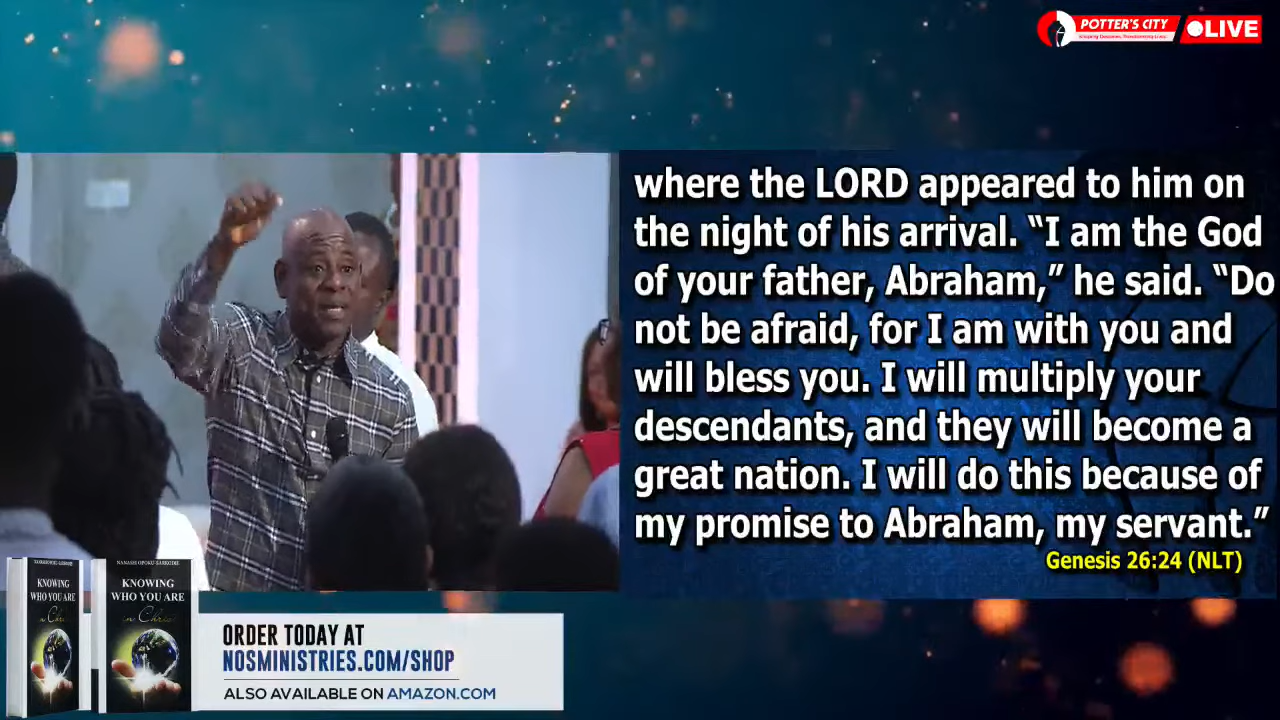 POTTER'S CITY
LIVE
where the LORD appeared to him on
the night of his arrival. “I am the God
of your father, Abraham,” he said. “Do
not be afraid, for I am with you and
will bless you. I will multiply your
descendants, and they will become a
great nation. I will do this because of
my promise to Abraham, my servant.”
Genesis 26:24 (NLT)
KNOWING
WHO YOU ARE
KNOWING
WHO YOU ARE
in Christ
ORDER TODAY AT
NOSMINISTRIES.COM/SHOP
ALSO AVAILABLE ON AMAZON.COM